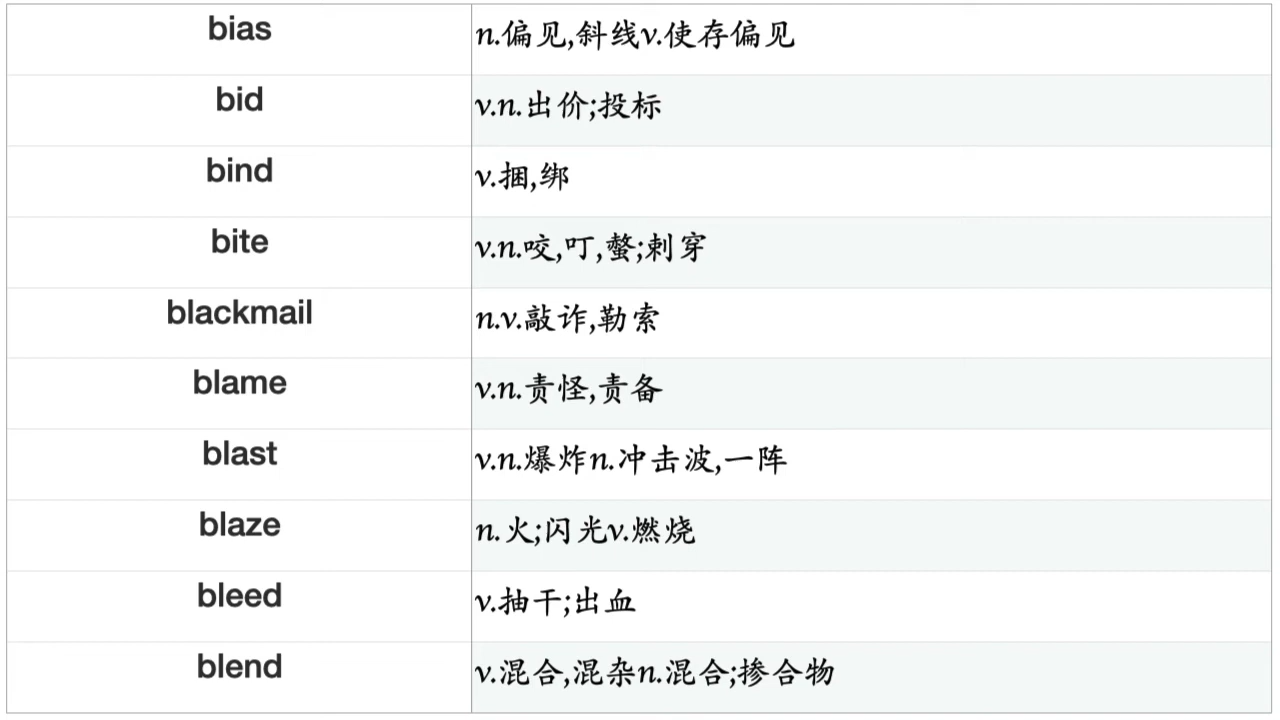 bias n.偏见,斜线v.使存偏见
bid v.n.出价;投标
bind v.捆,绑
bite v.n.咬,叮,螫;刺穿
blackmail n.v.敲诈,勒索
blame v.n.责怪,责备
blast v.n.爆炸n.冲击波,一阵
blaze n.火;闪光v.燃烧
bleed v.抽干;出血
blend v.混合,混杂n.混合;掺合物